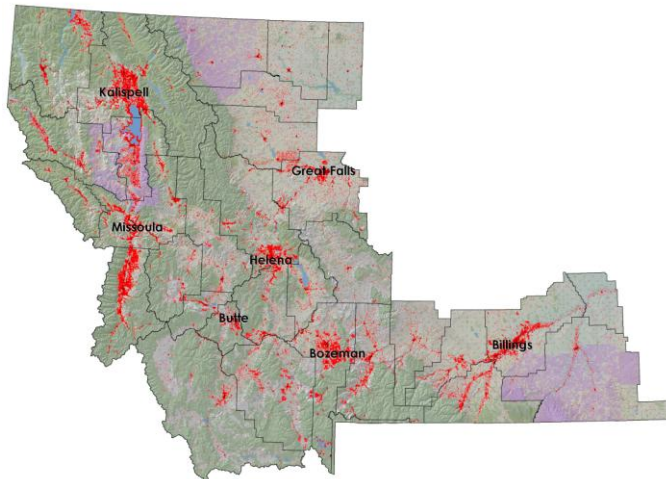 Kalispell
Great Falls
Missoula
Helena
Butte
Bozeman
Billings